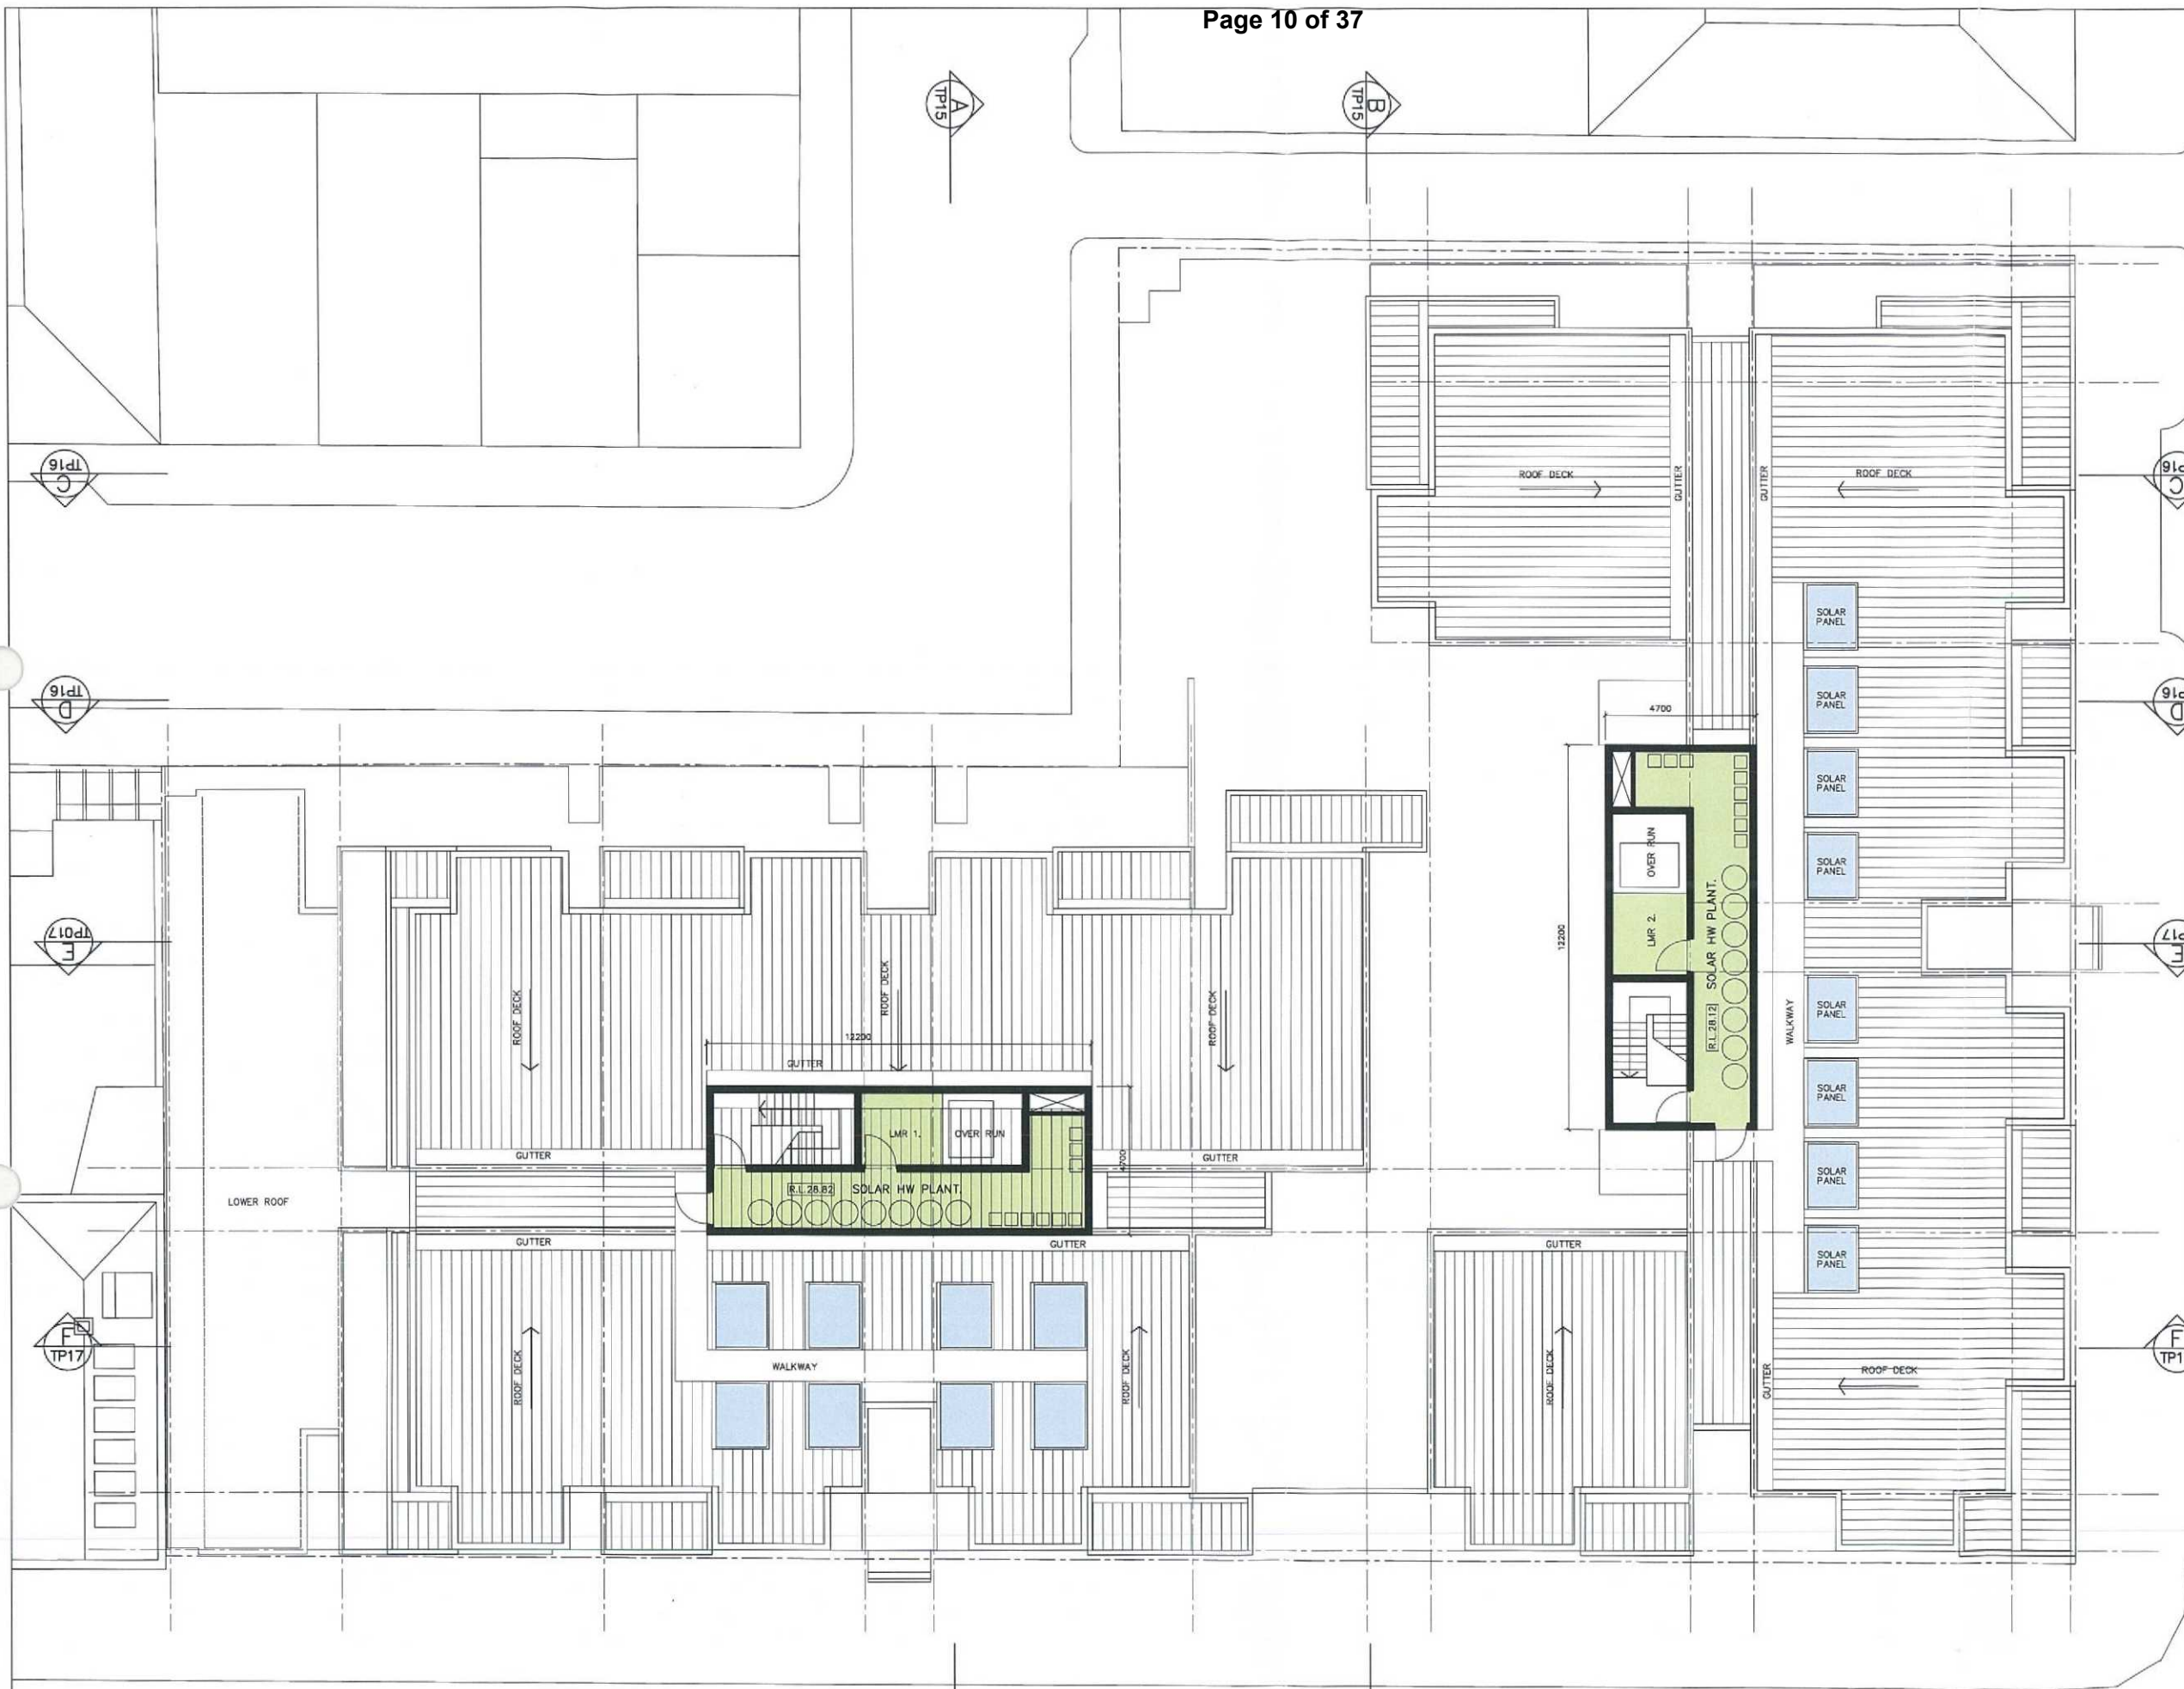 Page 10 of 37
A
TP15
B
TP15
C
TP16
ROOF DECK
GUTTER
GUTTER
ROOF DECK
C
SOLAR
PANEL
D
TP16
SOLAR
PANEL
D
4700
SOLAR
PANEL
SOLAR
PANEL
OVER RUN
LMR 2.
SOLAR HW PLANT.
R.L.28.12
12200
WALKWAY
E
TP017
E
ROOF DECK
ROOF DECK
ROOF DECK
SOLAR
PANEL
12200
GUTTER
SOLAR
PANEL
LMR 1.
OVER RUN
4700
GUTTER
GUTTER
SOLAR
PANEL
R.L.28.82
SOLAR HW PLANT.
LOWER ROOF
GUTTER
GUTTER
GUTTER
SOLAR
PANEL
F
TP17
F
WALKWAY
ROOF DECK
ROOF DECK
ROOF DECK
GUTTER
ROOF DECK